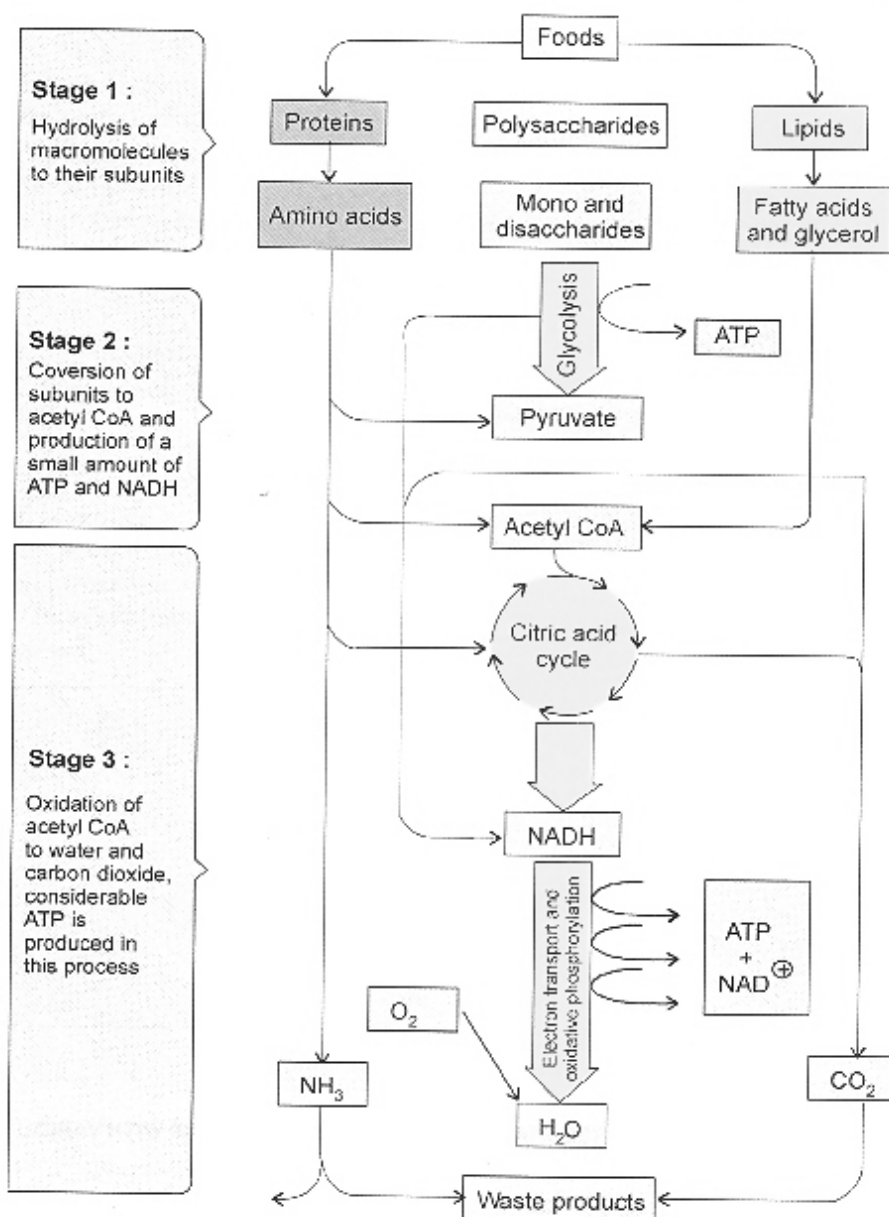 Foods
Stage 1 :
Hydrolysis of
macromolecules
to their subunits
Proteins
Polysaccharides
Lipids
Amino acids
Mono and
disaccharides
Fatty acids
and glycerol
Stage 2 :
Coversion of
subunits to
acetyl CoA and
production of a
small amount of
ATP and NADH
Glycolysis
ATP
Pyruvate
Acetyl CoA
Citric acid
cycle
Stage 3 :
Oxidation of
acetyl CoA
to water and
carbon dioxide,
considerable
ATP is
produced in
this process
NADH
Electron transport and
oxidative phosphorylation
ATP
+
NAD⊕
O₂
NH₃
H₂O
CO₂
Waste products